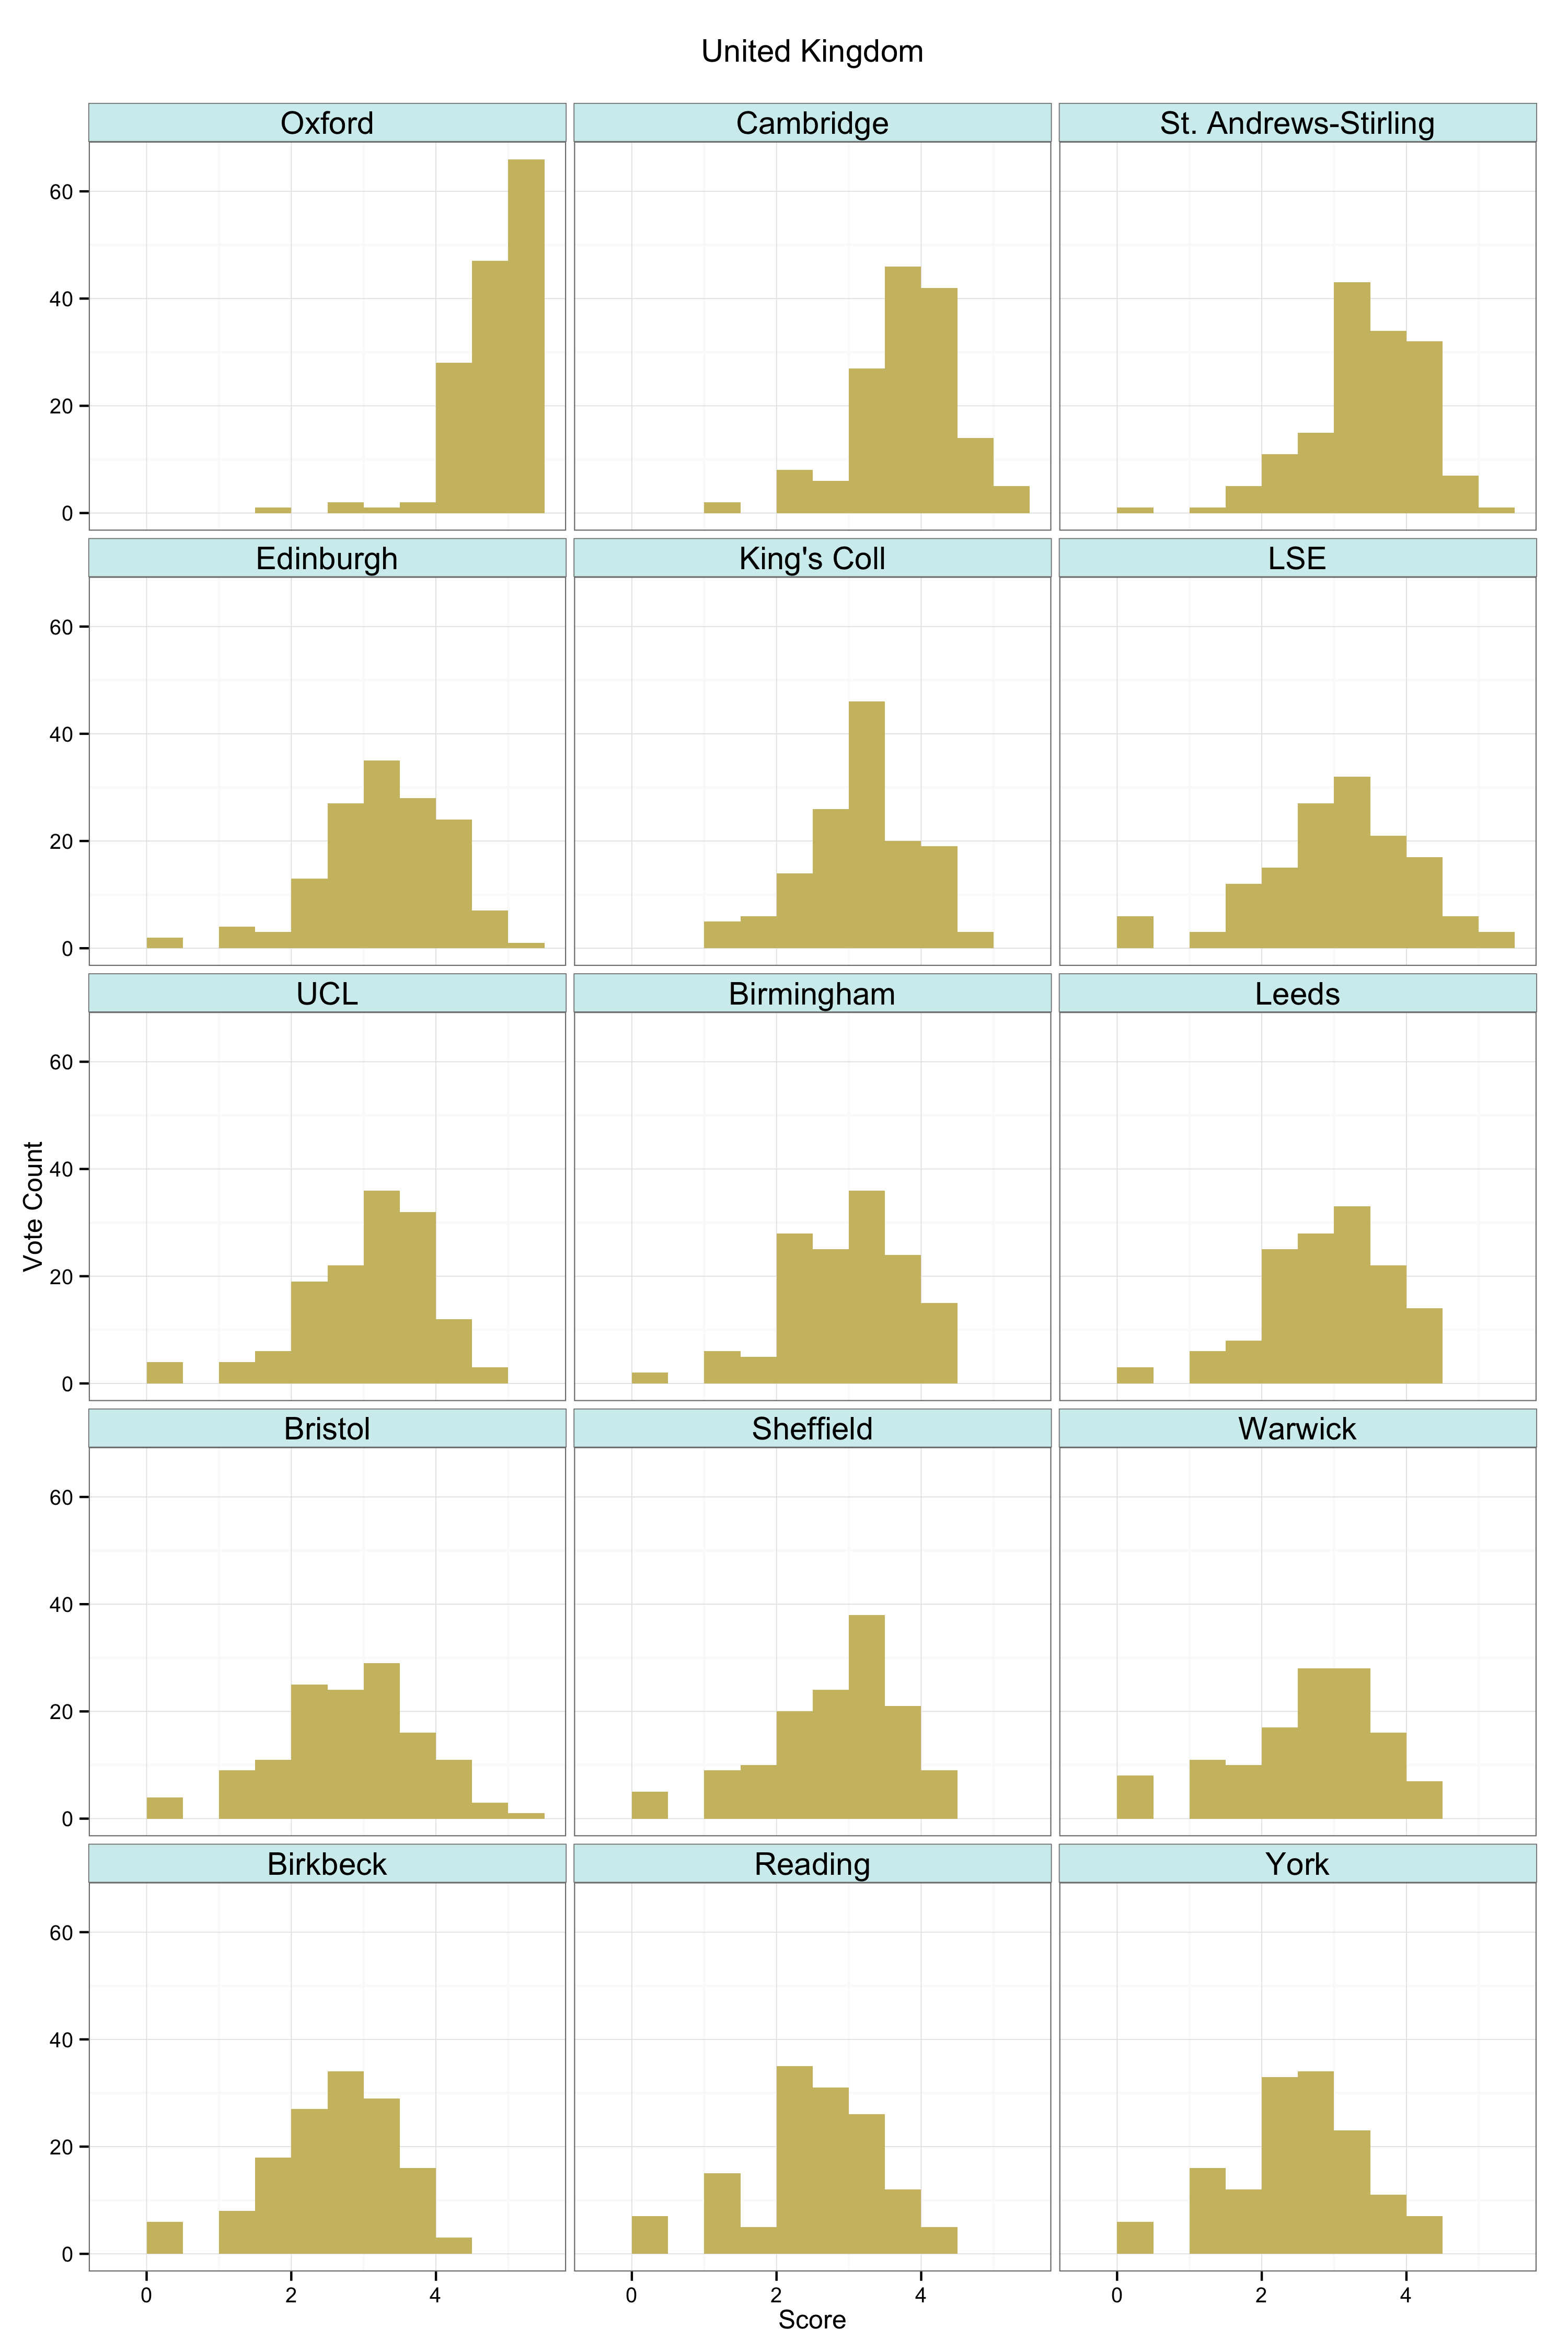 United Kingdom
Oxford Cambridge St. Andrews-Stirling
60
40
20
0
Edinburgh King's Coll LSE
60
40
20
0
UCL Birmingham Leeds
60
40
20
0
Vote Count
Bristol Sheffield Warwick
60
40
20
0
Birkbeck Reading York
60
40
20
0
0 2 4 0 2 4 0 2 4
Score